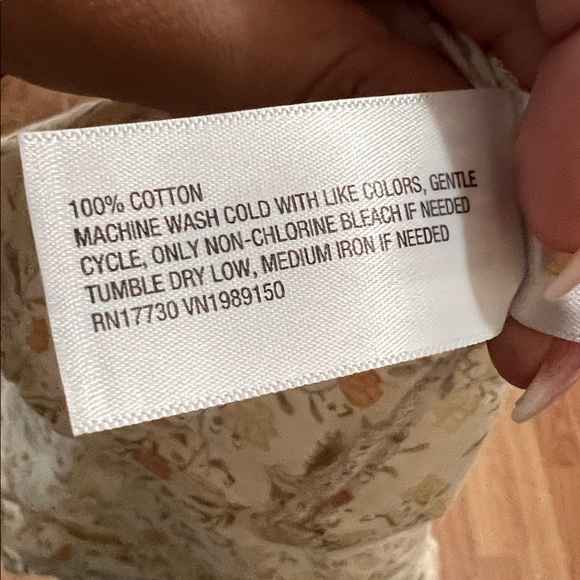 100% COTTON
MACHINE WASH COLD WITH LIKE COLORS, GENTLE
CYCLE, ONLY NON-CHLORINE BLEACH IF NEEDED
TUMBLE DRY LOW, MEDIUM IRON IF NEEDED
RN17730 VN1989150